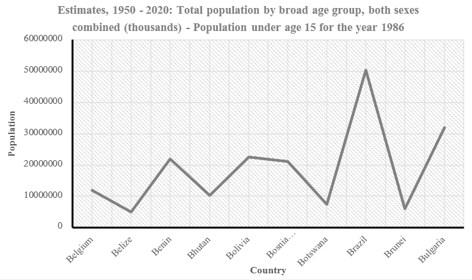 Estimates, 1950 - 2020: Total population by broad age group, both sexes
combined (thousands) - Population under age 15 for the year 1986
60000000
50000000
40000000
30000000
20000000
10000000
0
Population
Belgium
Belize
Benin
Bhutan
Bolivia
Bosnia…
Botswana
Brazil
Brunei
Bulgaria
Country